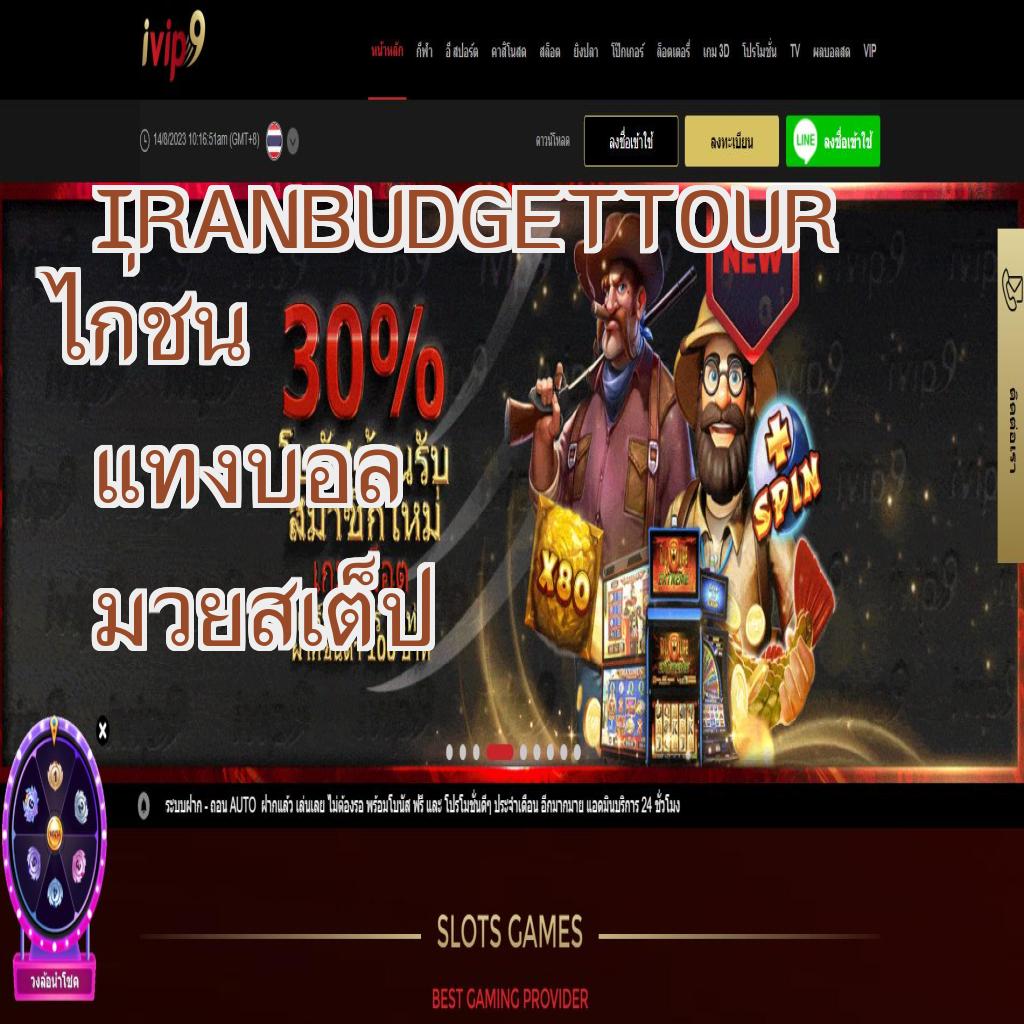 ivip9
หน้าหลัก กีฬา อี สปอร์ต คาสิโนสด สล็อต ยิงปลา โป๊กเกอร์ ล็อตเตอรี่ เกม 3D โปรโมชั่น TV ผลบอลสด VIP
14/8/2023 10:16:51am (GMT+8)
ดาวน์โหลด ลงชื่อเข้าใช้ ลงทะเบียน LINE ลงชื่อเข้าใช้
IRANBUDGETTOUR
ไก่ชน
แทงบอล
มวยสเต็ป
30%
สมาชิกใหม่
NEW
+
SPIN
X80
EXTREME
ติดต่อเรา
X
ระบบฝาก - ถอน AUTO ฝากแล้ว เล่นเลย ไม่ต้องรอ พร้อมโบนัส ฟรี และ โปรโมชั่นดีๆ ประจำเดือน อีกมากมาย แอดมินบริการ 24 ชั่วโมง
วงล้อนำโชค
SLOTS GAMES
BEST GAMING PROVIDER